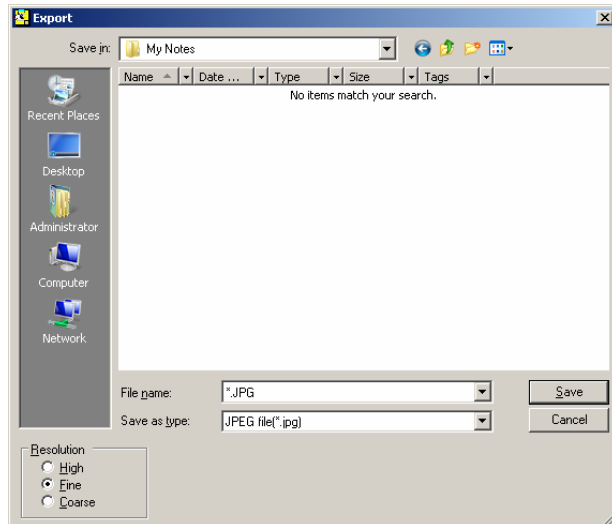 Export
Save in: My Notes
Name Date ... Type Size Tags
No items match your search.
Recent Places
Desktop
Administrator
Computer
Network
File name: *.JPG Save
Save as type: JPEG file(*.jpg) Cancel
Resolution
High
Fine
Coarse